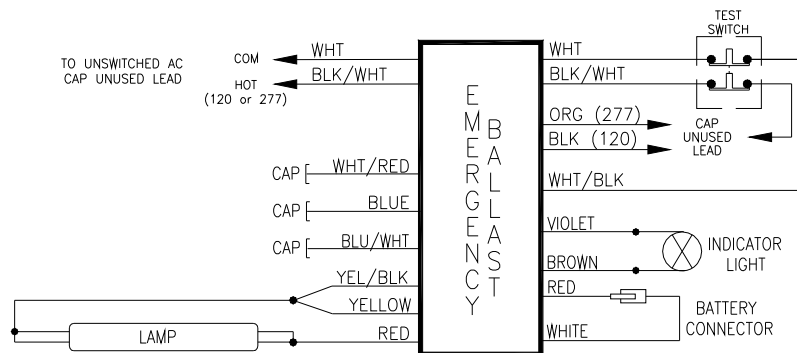 TEST
SWITCH
TO UNSWITCHED AC
CAP UNUSED LEAD
COM
WHT
HOT
(120 or 277)
BLK/WHT
WHT
BLK/WHT
ORG (277)
BLK (120)
CAP
UNUSED
LEAD
CAP
WHT/RED
WHT/BLK
CAP
BLUE
CAP
BLU/WHT
VIOLET
BROWN
INDICATOR
LIGHT
YEL/BLK
YELLOW
RED
WHITE
BATTERY
CONNECTOR
LAMP
RED
EMERGENCY
BALLAST